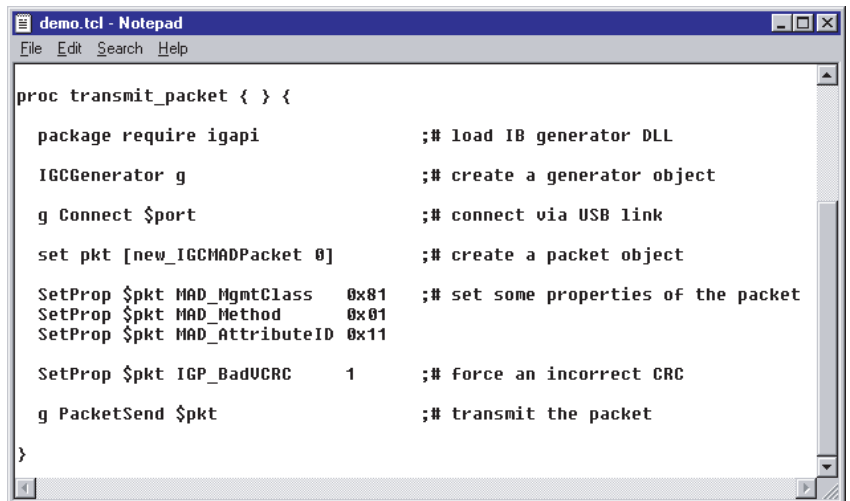 demo.tcl - Notepad
File Edit Search Help
proc transmit_packet { } {
package require igapi ;# load IB generator DLL
IGCGenerator g ;# create a generator object
g Connect $port ;# connect via USB link
set pkt [new_IGCMADPacket 0] ;# create a packet object
SetProp $pkt MAD_MgmtClass 0x81 ;# set some properties of the packet
SetProp $pkt MAD_Method 0x01
SetProp $pkt MAD_AttributeID 0x11
SetProp $pkt IGP_BadVCRC 1 ;# force an incorrect CRC
g PacketSend $pkt ;# transmit the packet
}